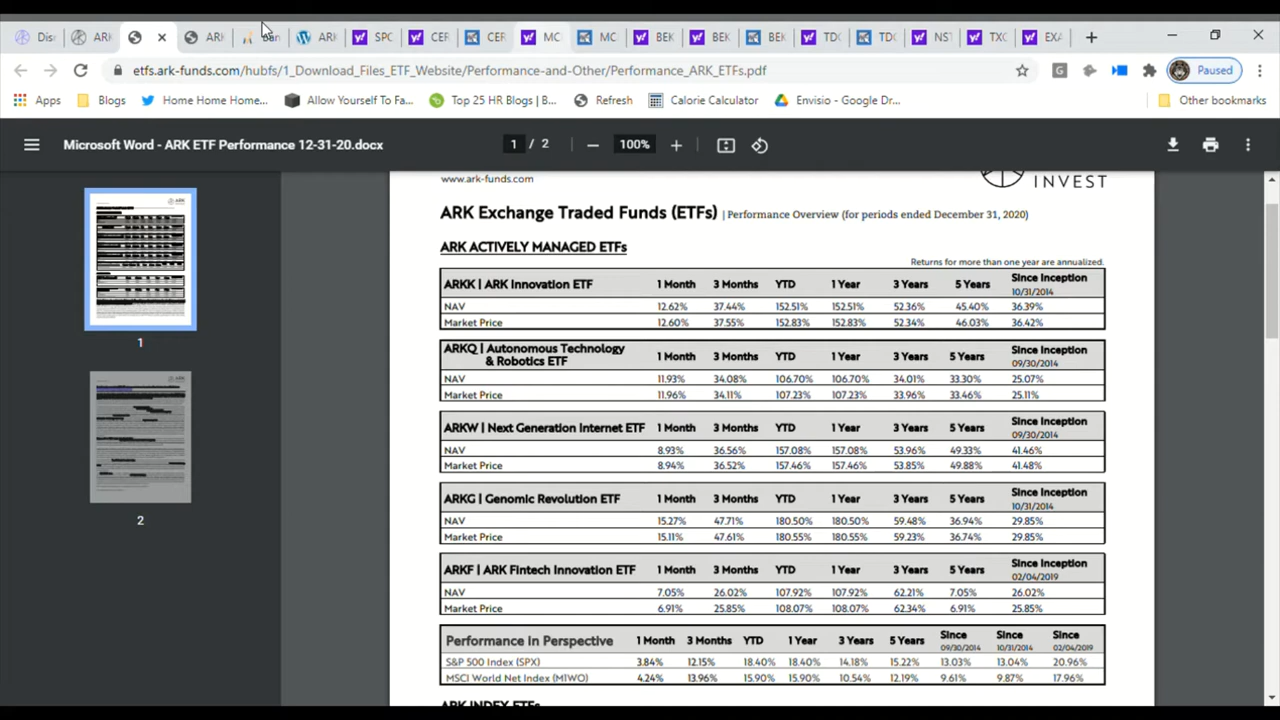 Dis
ARK
ARK
ARK
SPC
CER
CER
MC
MC
BEK
BEK
BEK
TDC
TDC
NS
TXC
EXA
etfs.ark-funds.com/hubfs/1_Download_Files_ETF_Website/Performance-and-Other/Performance_ARK_ETFs.pdf
Paused
Apps Blogs Home Home Home... Allow Yourself To Fa... Top 25 HR Blogs | B... Refresh Calorie Calculator Envisio - Google Dr... Other bookmarks
Microsoft Word - ARK ETF Performance 12-31-20.docx
1 / 2
100%
1
2
www.ark-funds.com
INVEST
ARK Exchange Traded Funds (ETFs) | Performance Overview (for periods ended December 31, 2020)
ARK ACTIVELY MANAGED ETFs
Returns for more than one year are annualized.
ARKK | ARK Innovation ETF 1 Month 3 Months YTD 1 Year 3 Years 5 Years Since Inception 10/31/2014
NAV 12.62% 37.44% 152.51% 152.51% 52.36% 45.40% 36.39%
Market Price 12.60% 37.55% 152.83% 152.83% 52.34% 46.03% 36.42%
ARKQ | Autonomous Technology & Robotics ETF 1 Month 3 Months YTD 1 Year 3 Years 5 Years Since Inception 09/30/2014
NAV 11.93% 34.08% 106.70% 106.70% 34.01% 33.30% 25.07%
Market Price 11.96% 34.11% 107.23% 107.23% 33.96% 33.46% 25.11%
ARKW | Next Generation Internet ETF 1 Month 3 Months YTD 1 Year 3 Years 5 Years Since Inception 09/30/2014
NAV 8.93% 36.56% 157.08% 157.08% 53.96% 49.33% 41.46%
Market Price 8.94% 36.52% 157.46% 157.46% 53.85% 49.88% 41.48%
ARKG | Genomic Revolution ETF 1 Month 3 Months YTD 1 Year 3 Years 5 Years Since Inception 10/31/2014
NAV 15.27% 47.71% 180.50% 180.50% 59.48% 36.94% 29.85%
Market Price 15.11% 47.61% 180.55% 180.55% 59.23% 36.74% 29.85%
ARKF | ARK Fintech Innovation ETF 1 Month 3 Months YTD 1 Year 3 Years 5 Years Since Inception 02/04/2019
NAV 7.05% 26.02% 107.92% 107.92% 62.21% 7.05% 26.02%
Market Price 6.91% 25.85% 108.07% 108.07% 62.34% 6.91% 25.85%
Performance in Perspective 1 Month 3 Months YTD 1 Year 3 Years 5 Years Since 09/30/2014 Since 10/31/2014 Since 02/04/2019
S&P 500 Index (SPX) 3.84% 12.15% 18.40% 18.40% 14.18% 15.22% 13.03% 13.04% 20.96%
MSCI World Net Index (M1WO) 4.24% 13.96% 15.90% 15.90% 10.54% 12.19% 9.61% 9.87% 17.96%
ARK INDEX ETFs